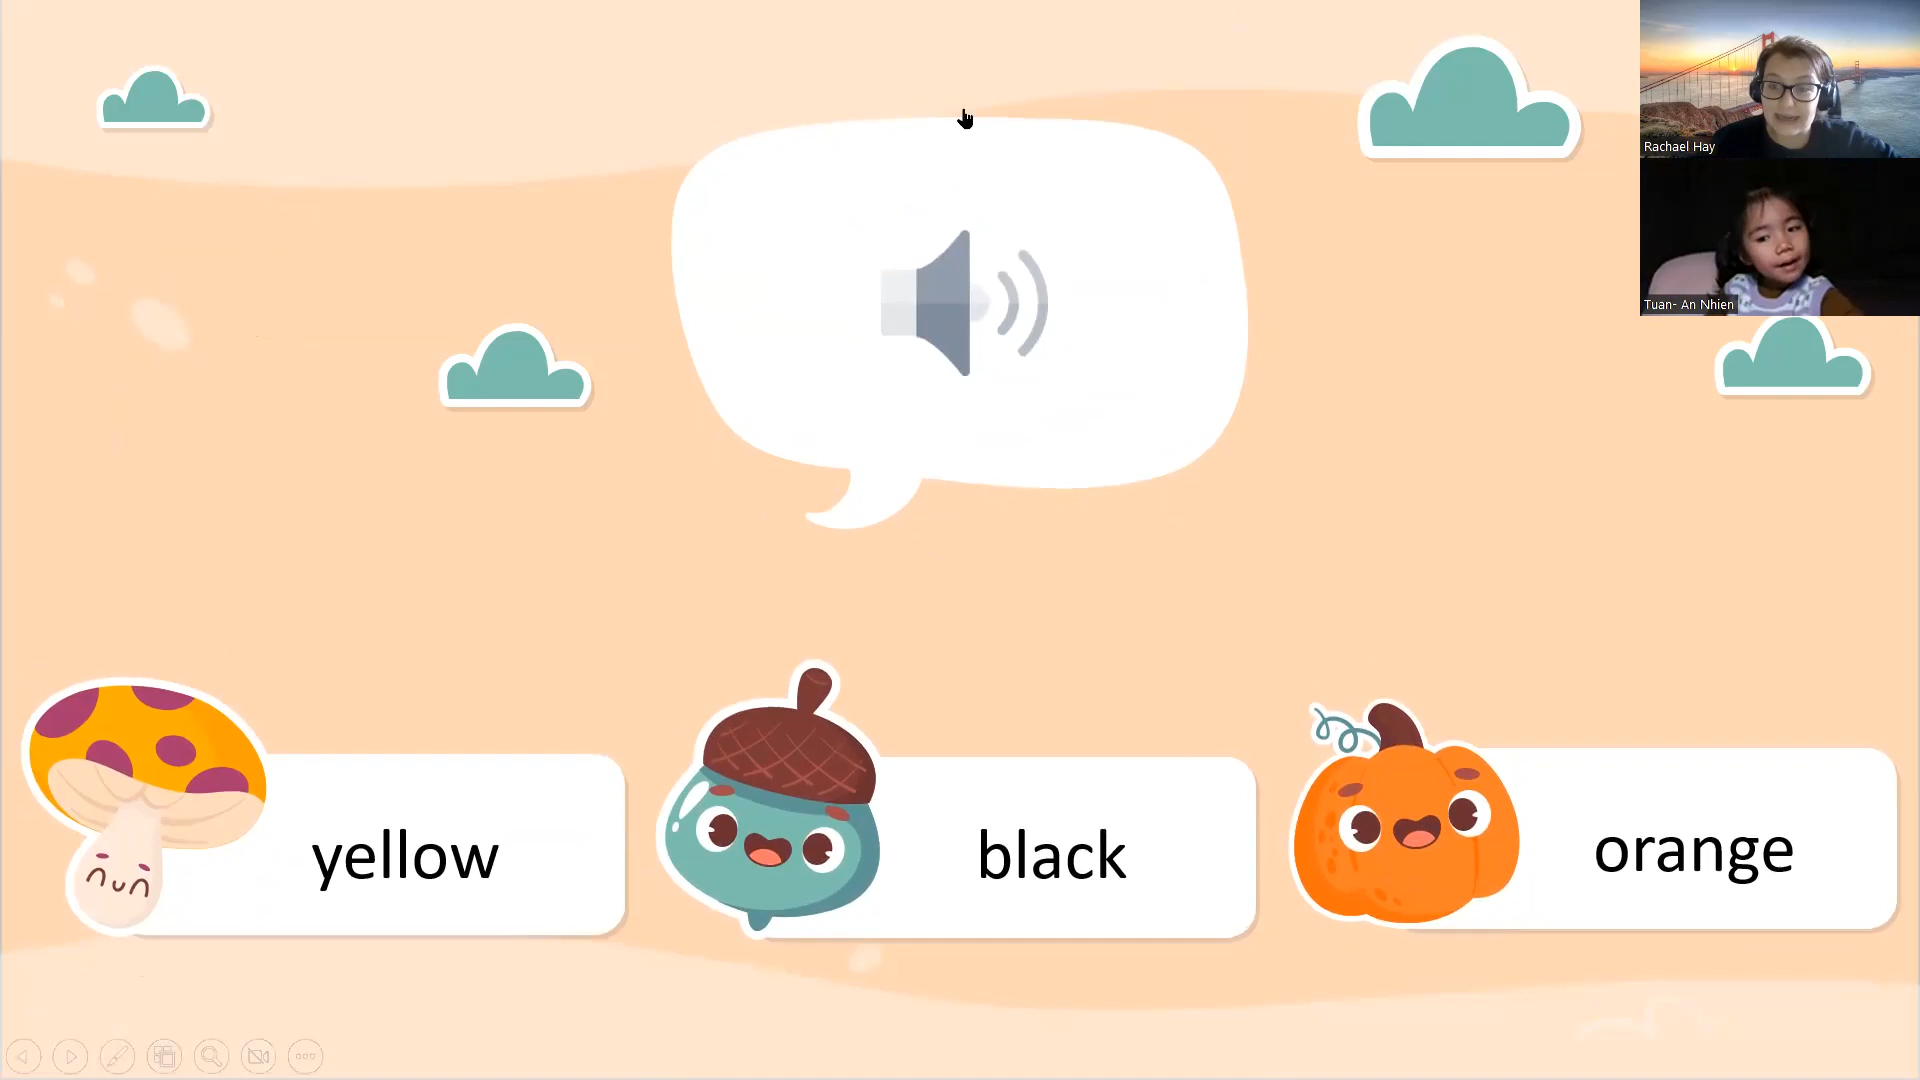 Rachael Hay
Tuan- An Nhien
yellow
black
orange